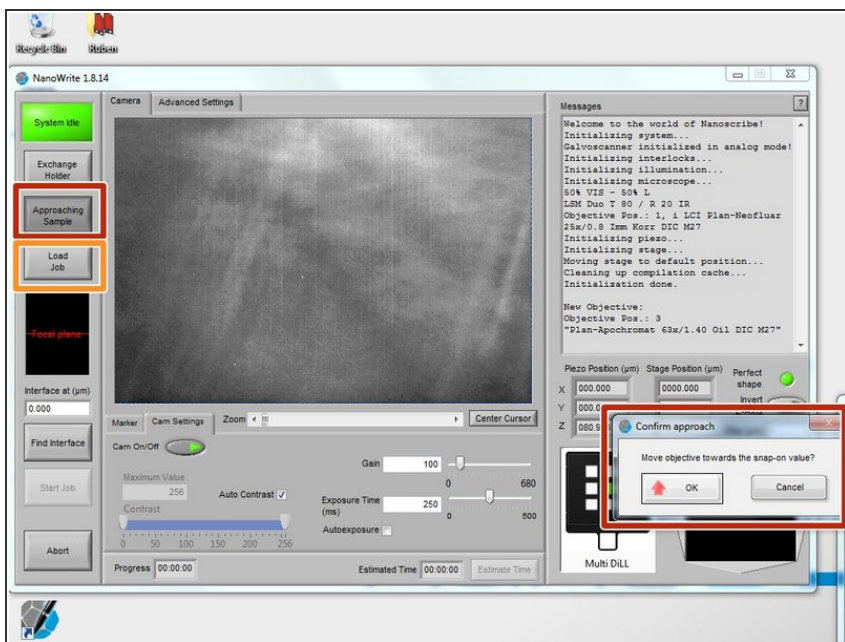 Recycle Bin
Ruben
NanoWrite 1.8.14
Camera
Advanced Settings
System Idle
Exchange
Holder
Approaching
Sample
Load
Job
Focal plane
Interface at (µm)
0.000
Find Interface
Start Job
Abort
Marker
Cam Settings
Zoom
Center Cursor
Cam On/Off
Maximum Value
256
Auto Contrast
Contrast
0 50 100 150 200 256
Gain
100
0 680
Exposure Time
(ms)
250
0 500
Autoexposure
Progress
00:00:00
Estimated Time
00:00:00
Estimate Time
Messages
?
Welcome to the world of Nanoscribe!
Initializing system...
Galvoscanner initialized in analog mode!
Initializing interlocks...
Initializing illumination...
Initializing microscope...
50% VIS - 50% L
LSM Duo T 80 / R 20 IR
Objective Pos.: 1, i LCI Plan-Neofluar
25x/0.8 Imm Korr DIC M27
Initializing piezo...
Initializing stage...
Moving stage to default position...
Cleaning up compilation cache...
Initialization done.
New Objective:
Objective Pos.: 3
"Plan-Apochromat 63x/1.40 Oil DIC M27"
Piezo Position (µm)
Stage Position (µm)
Perfect
shape
X 000.000 0000.000
Invert
Y
Z
Confirm approach
Move objective towards the snap-on value?
OK
Cancel
Multi DiLL